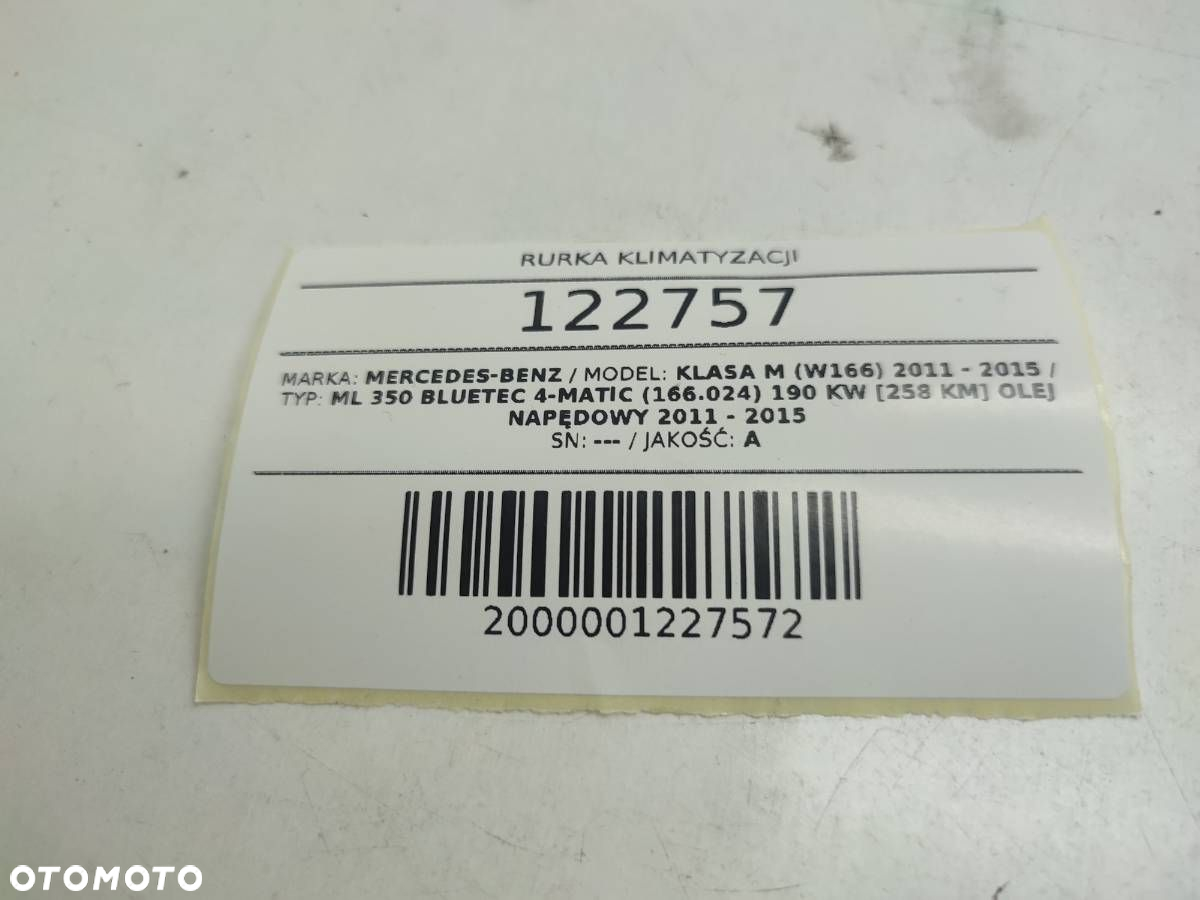 RURKA KLIMATYZACJI
122757
MARKA: MERCEDES-BENZ / MODEL: KLASA M (W166) 2011 - 2015 /
TYP: ML 350 BLUETEC 4-MATIC (166.024) 190 KW [258 KM] OLEJ
NAPĘDOWY 2011 - 2015
SN: --- / JAKOŚĆ: A
2000001227572
OTOMOTO